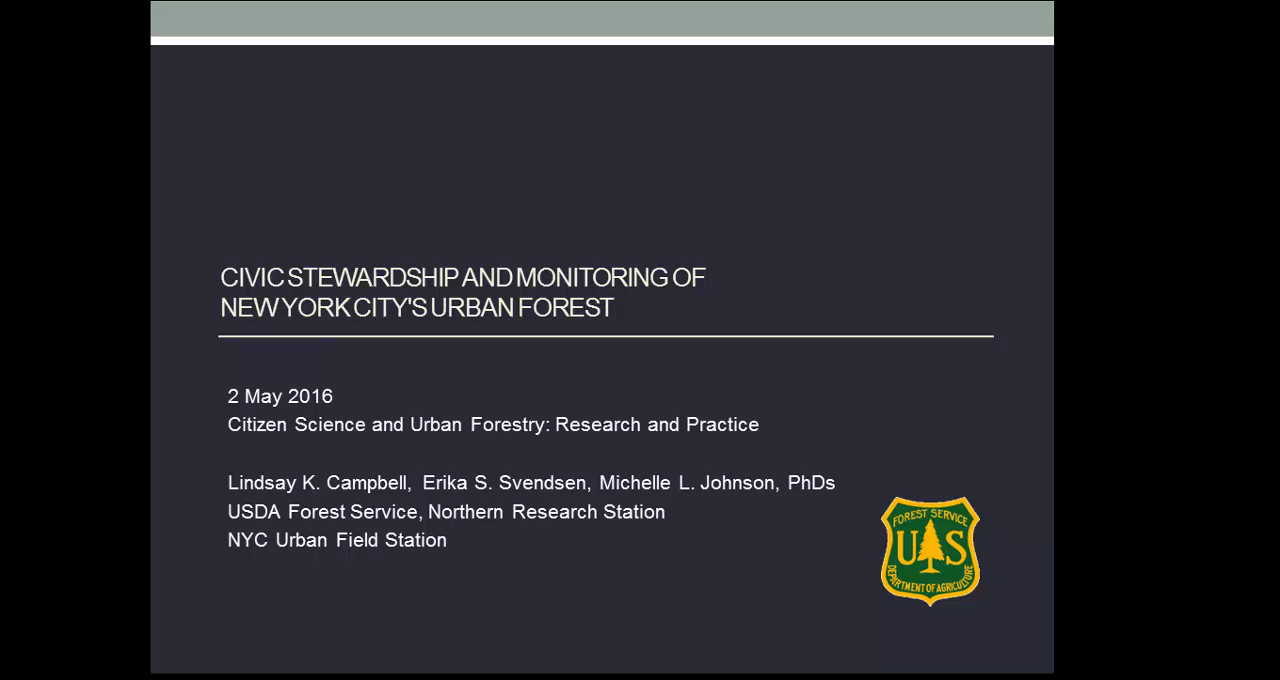 CIVIC STEWARDSHIP AND MONITORING OF
NEW YORK CITY'S URBAN FOREST
2 May 2016
Citizen Science and Urban Forestry: Research and Practice
Lindsay K. Campbell, Erika S. Svendsen, Michelle L. Johnson, PhDs
USDA Forest Service, Northern Research Station
NYC Urban Field Station
FOREST SERVICE
U S
DEPARTMENT OF AGRICULTURE